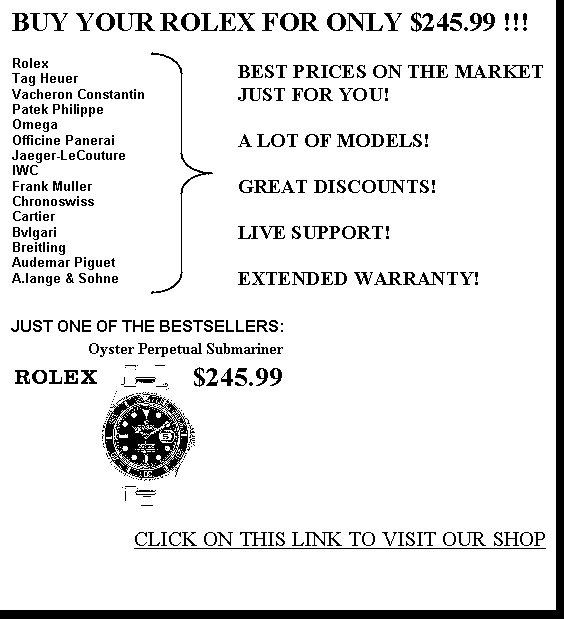 BUY YOUR ROLEX FOR ONLY $245.99 !!!
Rolex
Tag Heuer
Vacheron Constantin
Patek Philippe
Omega
Officine Panerai
Jaeger-LeCouture
IWC
Frank Muller
Chronoswiss
Cartier
Bvlgari
Breitling
Audemar Piguet
A.lange & Sohne
BEST PRICES ON THE MARKET
JUST FOR YOU!
A LOT OF MODELS!
GREAT DISCOUNTS!
LIVE SUPPORT!
EXTENDED WARRANTY!
JUST ONE OF THE BESTSELLERS:
Oyster Perpetual Submariner
ROLEX $245.99
CLICK ON THIS LINK TO VISIT OUR SHOP